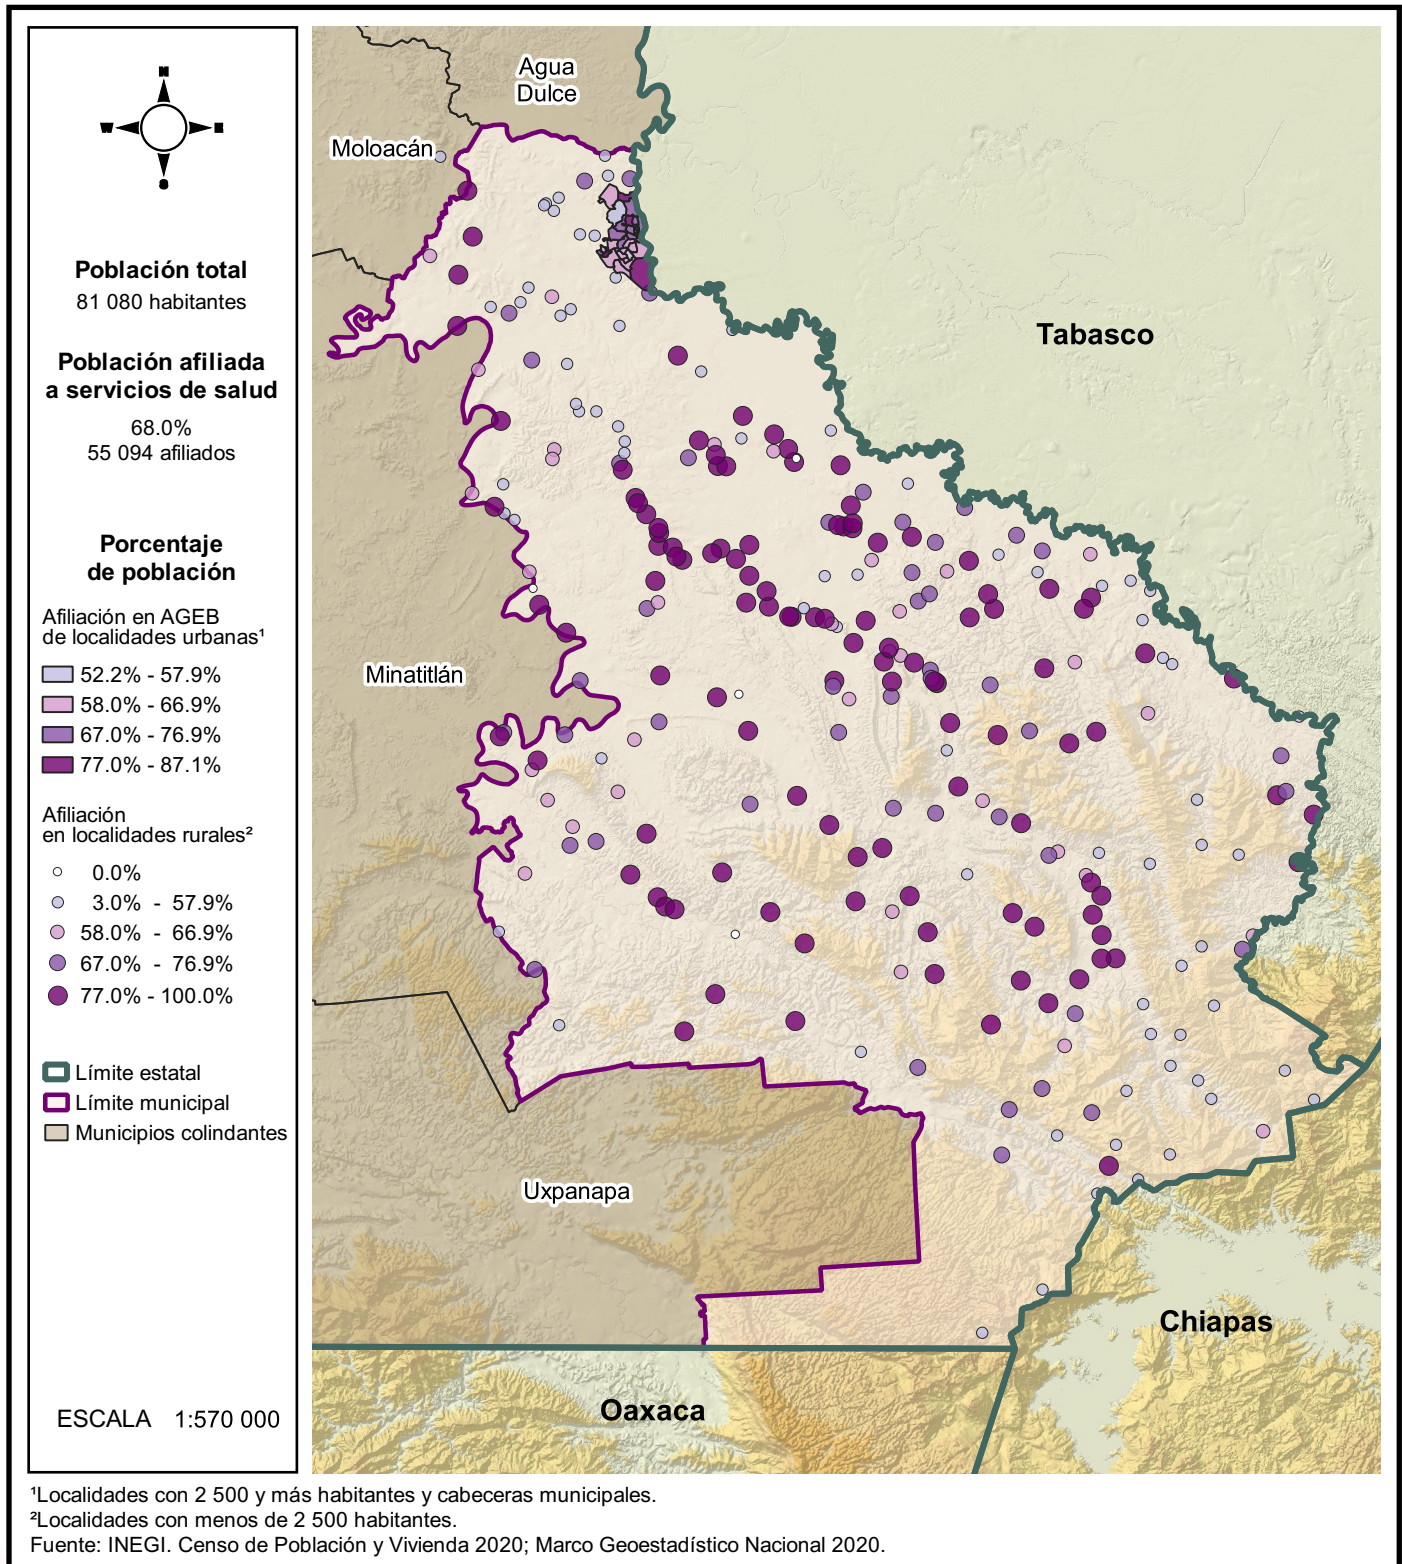 N
W
E
S
Población total
81 080 habitantes
Población afiliada
a servicios de salud
68.0%
55 094 afiliados
Porcentaje
de población
Afiliación en AGEB
de localidades urbanas¹
52.2% - 57.9%
58.0% - 66.9%
67.0% - 76.9%
77.0% - 87.1%
Afiliación
en localidades rurales²
0.0%
3.0% - 57.9%
58.0% - 66.9%
67.0% - 76.9%
77.0% - 100.0%
Límite estatal
Límite municipal
Municipios colindantes
ESCALA 1:570 000
Agua
Dulce
Moloacán
Tabasco
Minatitlán
Uxpanapa
Chiapas
Oaxaca
¹Localidades con 2 500 y más habitantes y cabeceras municipales.
²Localidades con menos de 2 500 habitantes.
Fuente: INEGI. Censo de Población y Vivienda 2020; Marco Geoestadístico Nacional 2020.